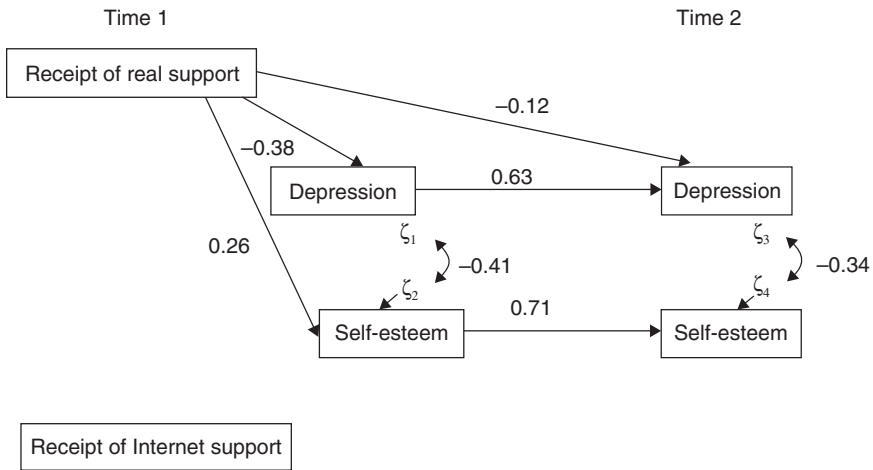 Time 1 Time 2
Receipt of real support
−0.12
−0.38
Depression 0.63 Depression
0.26
ζ1 ζ3
−0.41 −0.34
ζ2 ζ4
0.71
Self-esteem Self-esteem
Receipt of Internet support